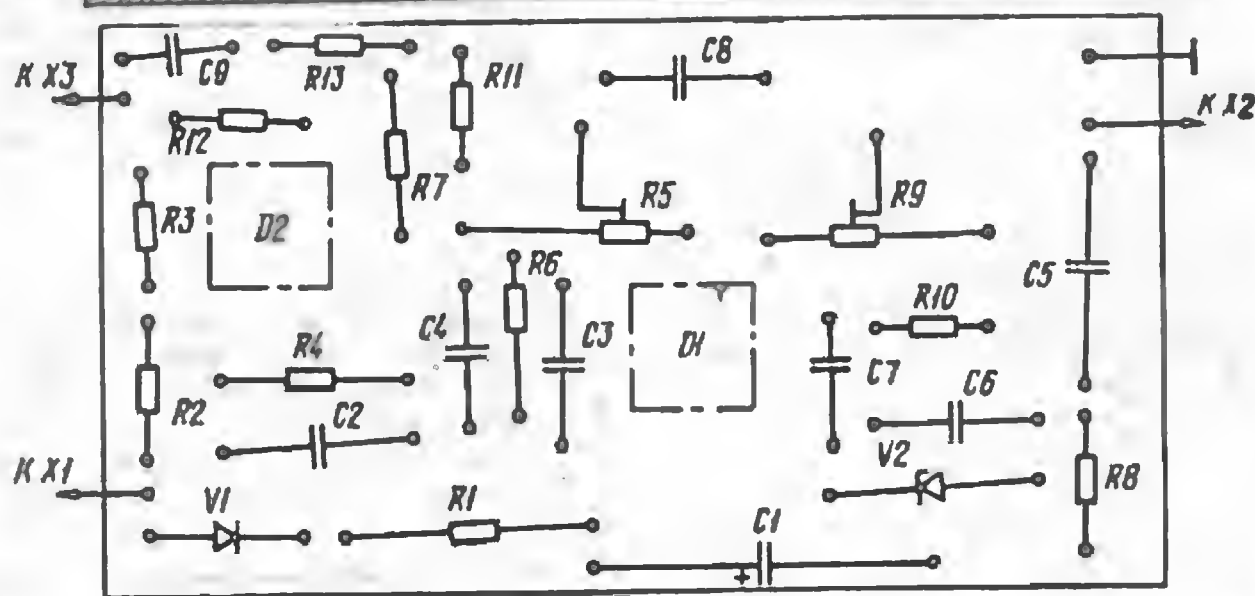 C9
R13
R11
C8
К X3
К X2
R12
R7
R5
R9
R3
D2
R6
C5
C4
C3
D1
R10
R4
C7
R2
C2
C6
К X1
V2
R8
V1
R1
C1
+